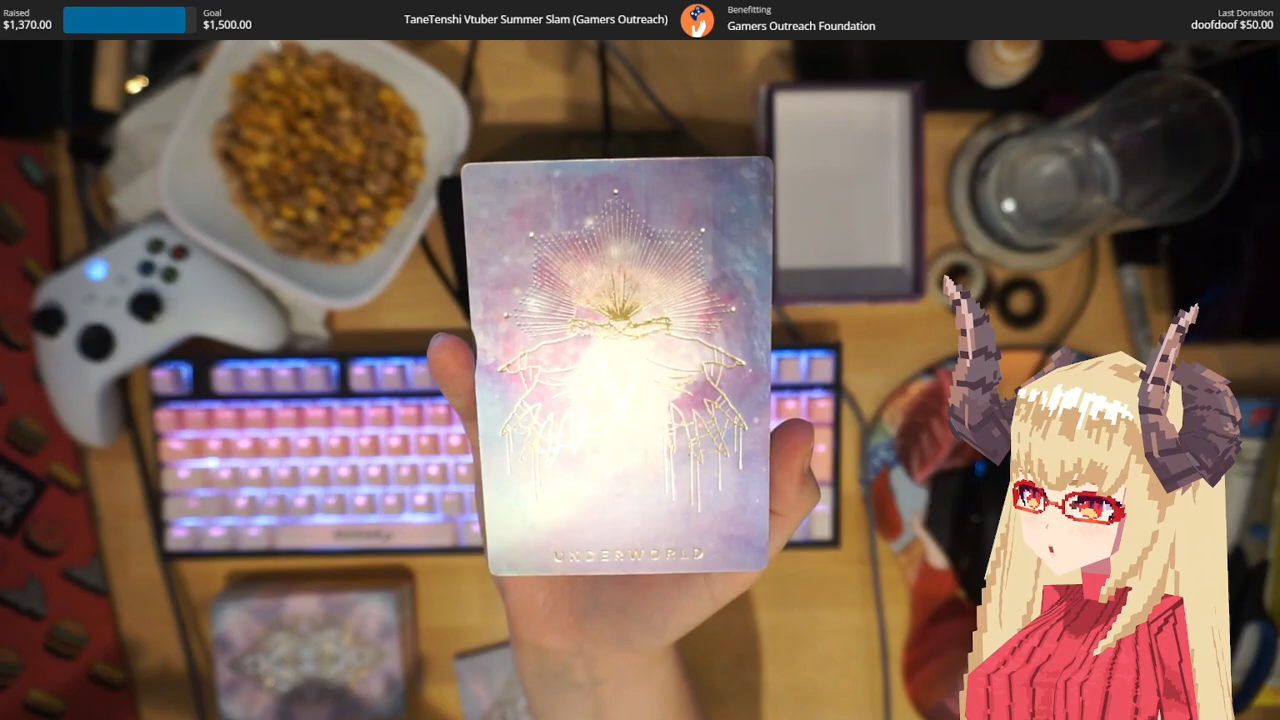 Raised
$1,370.00
Goal
$1,500.00
TaneTenshi Vtuber Summer Slam (Gamers Outreach)
Benefitting
Gamers Outreach Foundation
Last Donation
doofdoof $50.00
UNDERWORLD